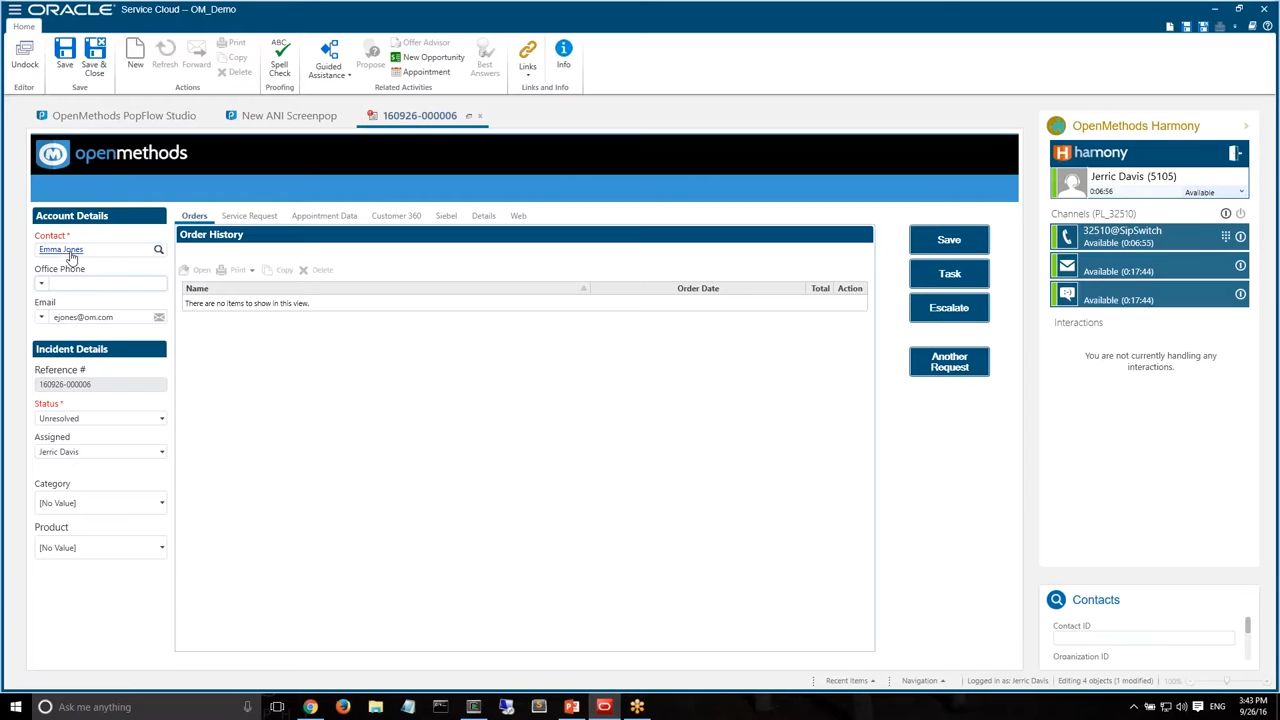 ORACLE Service Cloud – OM_Demo
Home
Undock
Save
Save & Close
New
Refresh
Forward
Print
Copy
Delete
ABC
Spell Check
Guided Assistance
Propose
Offer Advisor
New Opportunity
Appointment
Best Answers
Links
Info
Editor
Save
Actions
Proofing
Related Activities
Links and Info
OpenMethods PopFlow Studio
New ANI Screenpop
160926-000006
openmethods
Account Details
Contact *
Emma Jones
Office Phone
Email
ejones@om.com
Incident Details
Reference #
160926-000006
Status *
Unresolved
Assigned
Jerric Davis
Category
[No Value]
Product
[No Value]
Orders Service Request Appointment Data Customer 360 Siebel Details Web
Order History
Open Print Copy Delete
Name Order Date Total Action
There are no items to show in this view.
Save
Task
Escalate
Another Request
OpenMethods Harmony
harmony
Jerric Davis (5105)
0:06:56 Available
Channels (PL_32510)
32510@SipSwitch
Available (0:06:55)
Available (0:17:44)
Available (0:17:44)
Interactions
You are not currently handling any
interactions.
Contacts
Contact ID
Organization ID
Recent Items Navigation Logged in as: Jerric Davis Editing 4 objects (1 modified) 100%
Ask me anything
ENG
3:43 PM
9/26/16